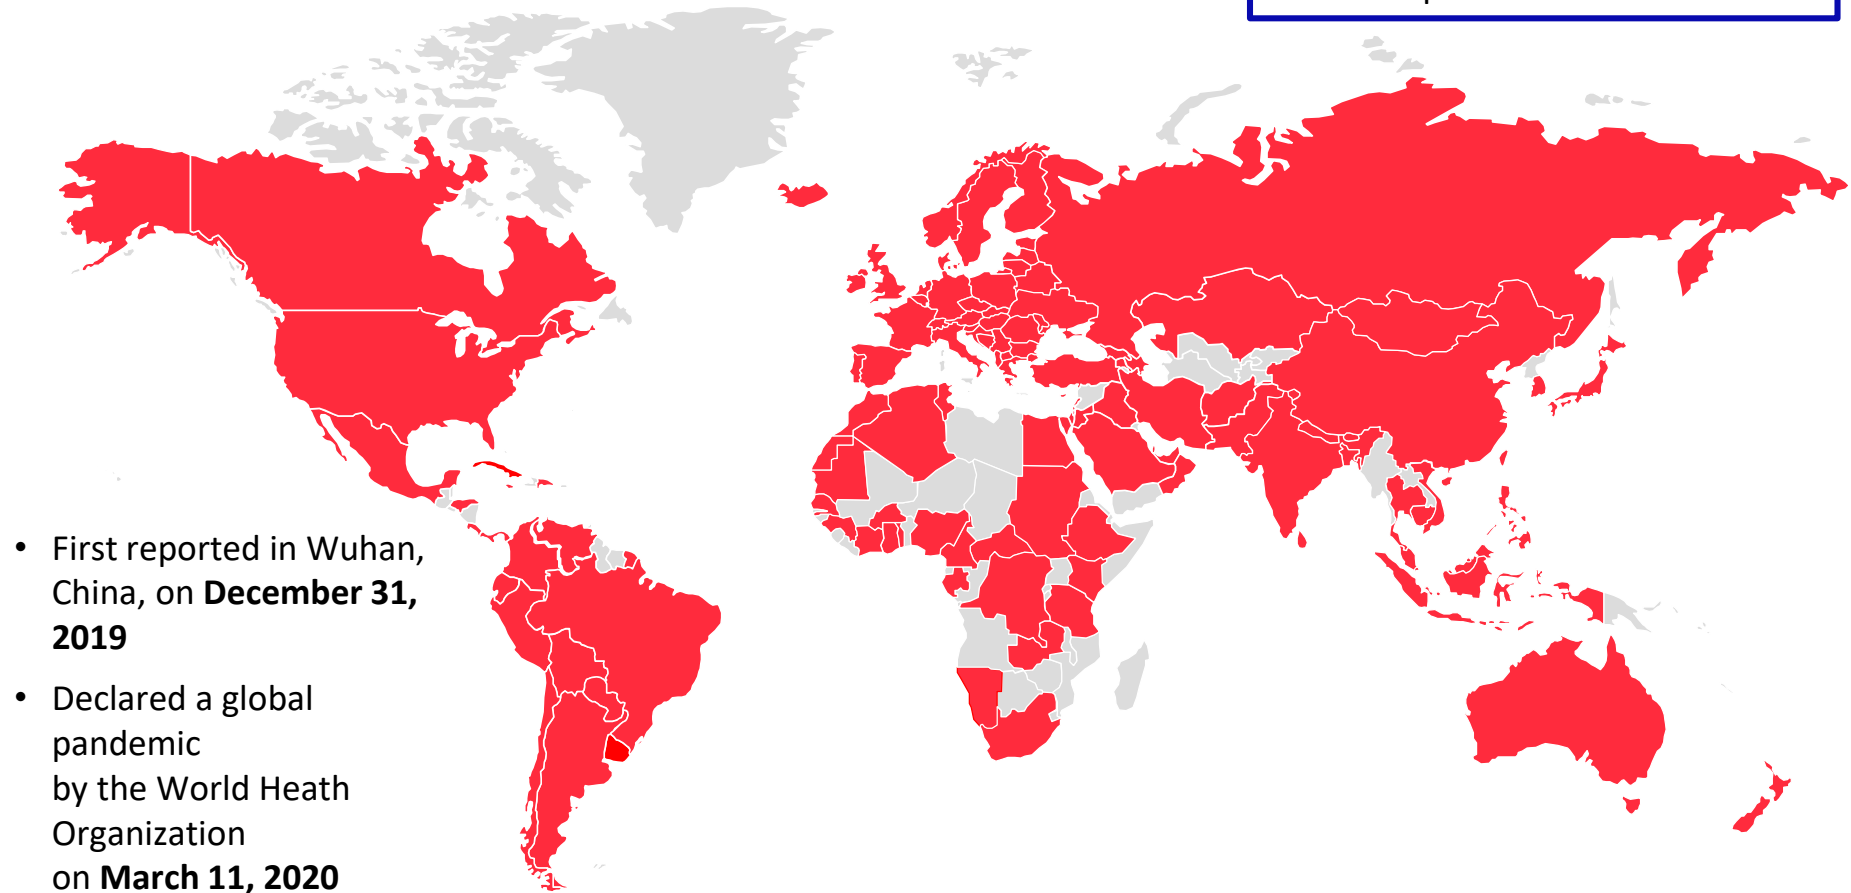 • First reported in Wuhan,
China, on December 31,
2019
• Declared a global
pandemic
by the World Heath
Organization
on March 11, 2020